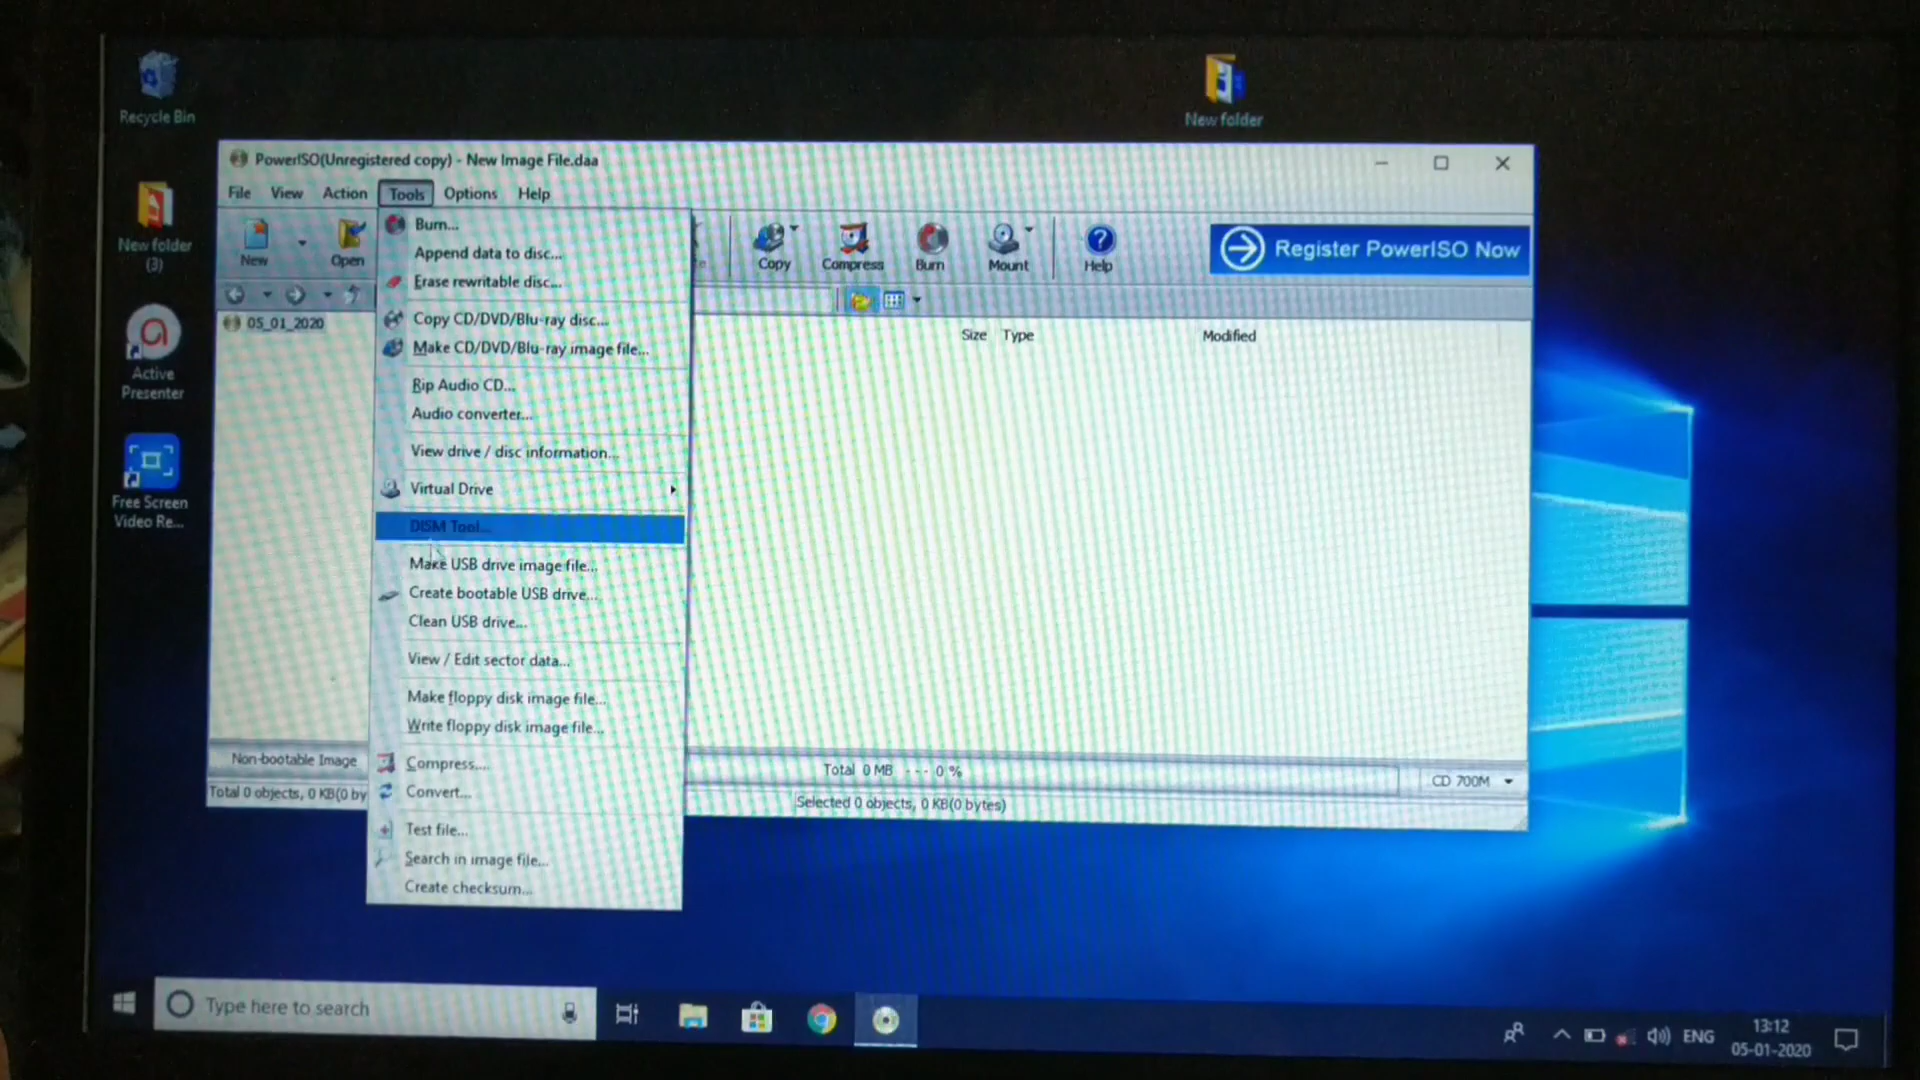 Recycle Bin
New folder
New folder
(3)
Active
Presenter
Free Screen
Video Re...
PowerISO(Unregistered copy) - New Image File.daa
File View Action Tools Options Help
New Open Copy Compress Burn Mount Help
Register PowerISO Now
05_01_2020
Size Type Modified
Burn...
Append data to disc...
Erase rewritable disc...
Copy CD/DVD/Blu-ray disc...
Make CD/DVD/Blu-ray image file...
Rip Audio CD...
Audio converter...
View drive / disc information...
Virtual Drive
DISM Tool...
Make USB drive image file...
Create bootable USB drive...
Clean USB drive...
View / Edit sector data...
Make floppy disk image file...
Write floppy disk image file...
Compress...
Convert...
Test file...
Search in image file...
Create checksum...
Non-bootable Image
Total 0 MB --- 0 %
CD 700M
Total 0 objects, 0 KB(0 by
Selected 0 objects, 0 KB(0 bytes)
Type here to search
ENG
13:12
05-01-2020